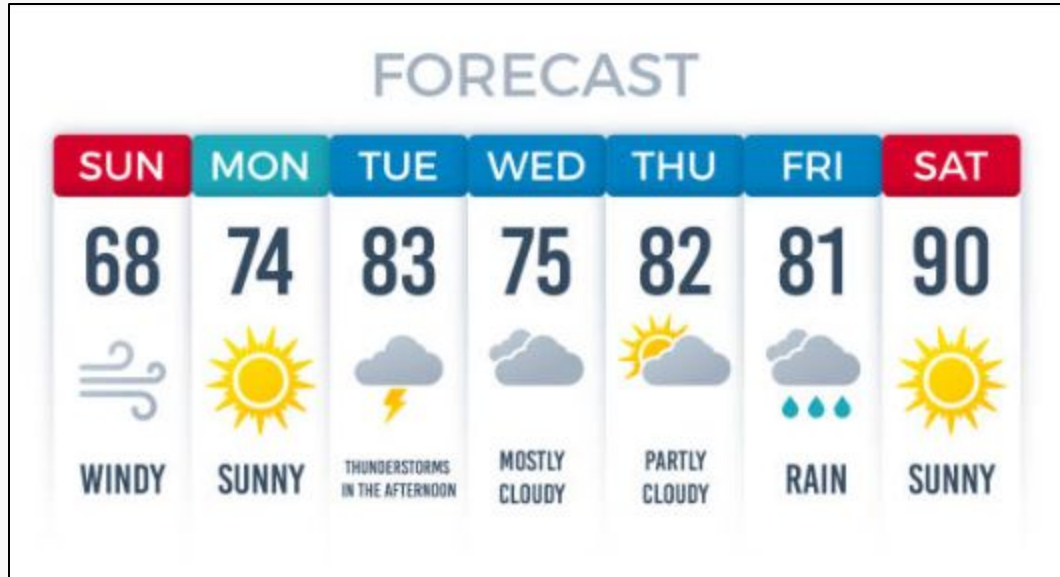 FORECAST
SUN MON TUE WED THU FRI SAT
68 74 83 75 82 81 90
WINDY
SUNNY
THUNDERSTORMS
IN THE AFTERNOON
MOSTLY
CLOUDY
PARTLY
CLOUDY
RAIN
SUNNY